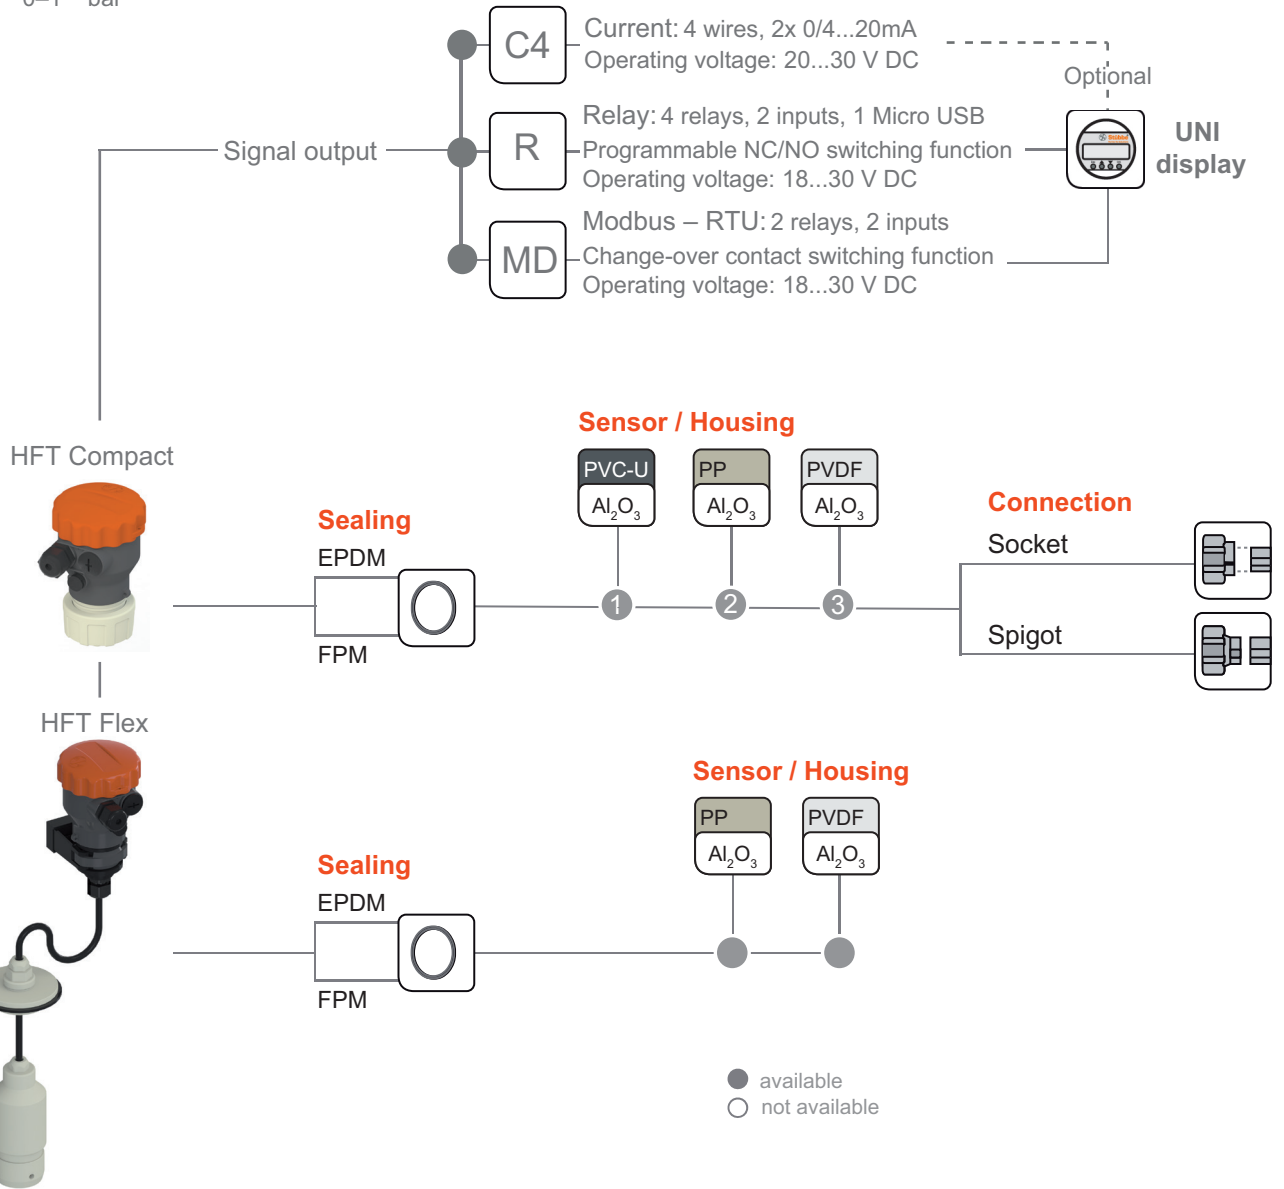 C4
Current: 4 wires, 2x 0/4...20mA
Operating voltage: 20...30 V DC
Optional
Signal output
R
Relay: 4 relays, 2 inputs, 1 Micro USB
Programmable NC/NO switching function
Operating voltage: 18...30 V DC
UNI
display
MD
Modbus – RTU: 2 relays, 2 inputs
Change-over contact switching function
Operating voltage: 18...30 V DC
HFT Compact
Sealing
EPDM
FPM
Sensor / Housing
PVC-U
Al2O3
PP
Al2O3
PVDF
Al2O3
1
2
3
Connection
Socket
Spigot
HFT Flex
Sealing
EPDM
FPM
Sensor / Housing
PP
Al2O3
PVDF
Al2O3
available
not available